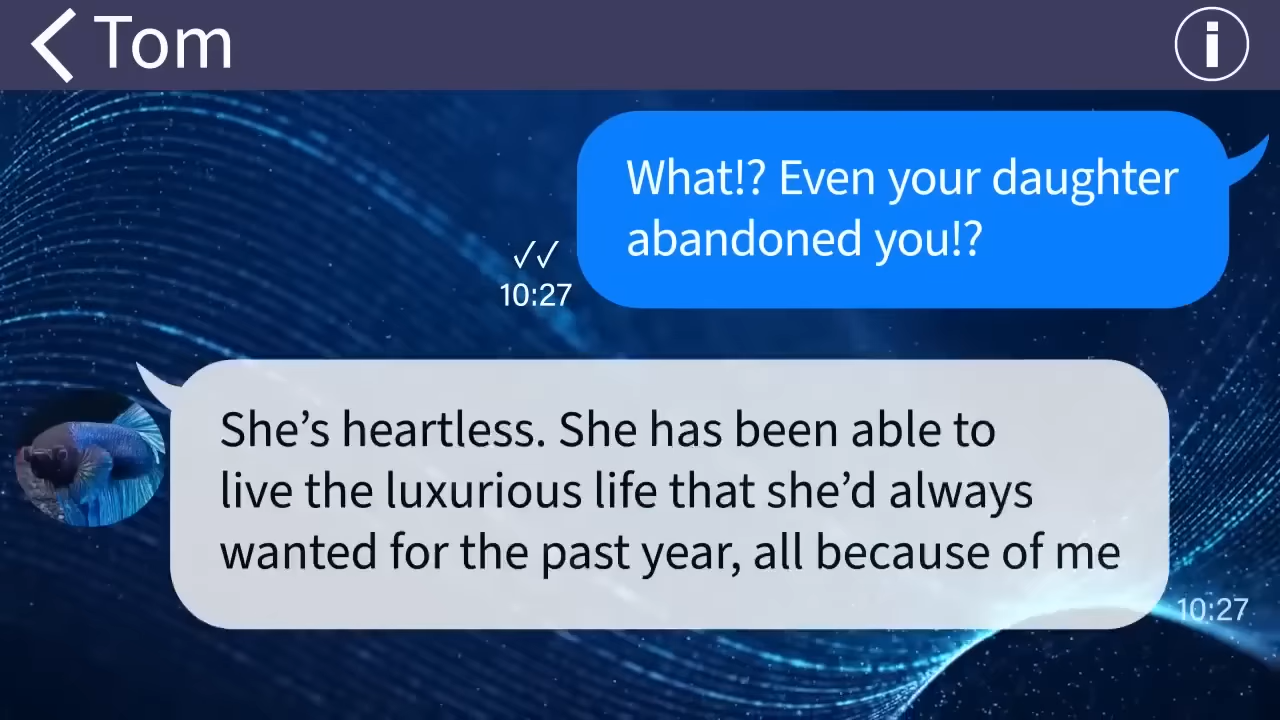 Tom
What!? Even your daughter
abandoned you!?
✓✓
10:27
She’s heartless. She has been able to
live the luxurious life that she’d always
wanted for the past year, all because of me
10:27